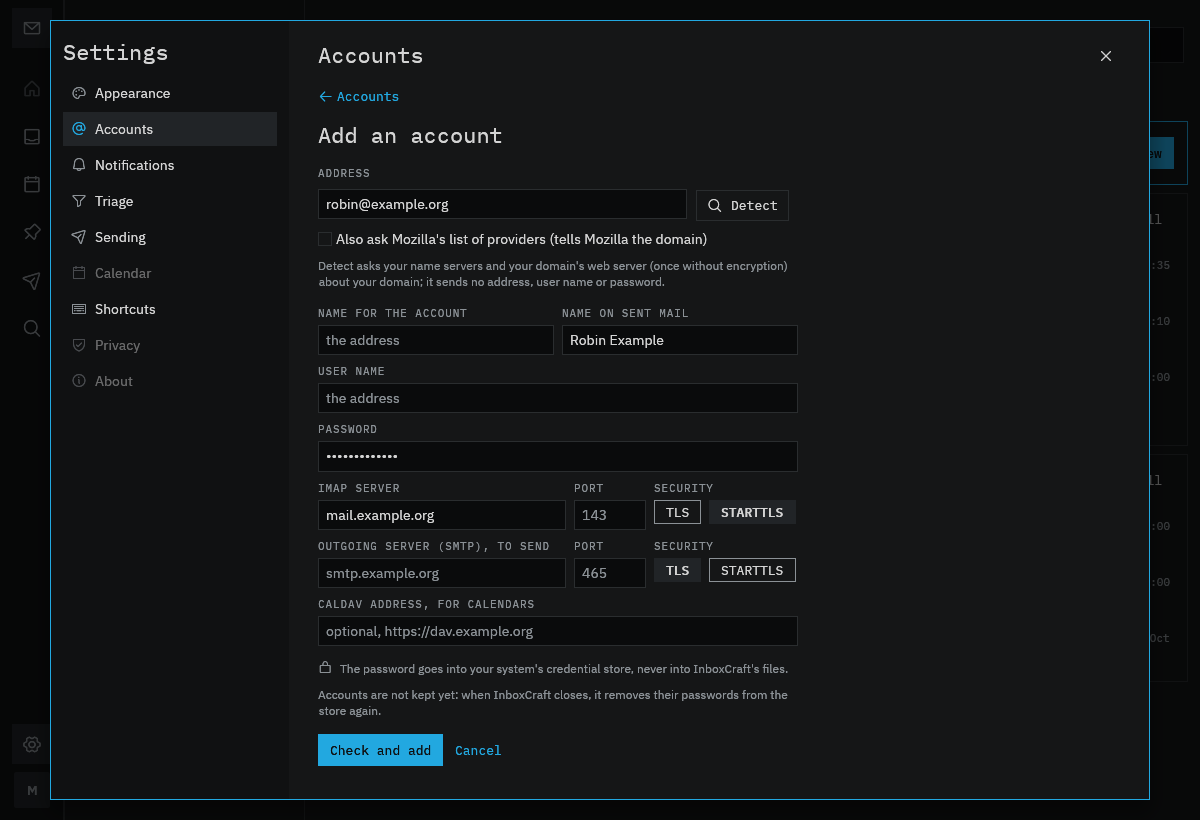 Settings
Appearance
Accounts
Notifications
Triage
Sending
Calendar
Shortcuts
Privacy
About
M
Accounts
← Accounts
Add an account
ADDRESS
robin@example.org
Detect
Also ask Mozilla's list of providers (tells Mozilla the domain)
Detect asks your name servers and your domain's web server (once without encryption)
about your domain; it sends no address, user name or password.
NAME FOR THE ACCOUNT NAME ON SENT MAIL
the address Robin Example
USER NAME
the address
PASSWORD
•••••••••••••
IMAP SERVER PORT SECURITY
mail.example.org 143 TLS STARTTLS
OUTGOING SERVER (SMTP), TO SEND PORT SECURITY
smtp.example.org 465 TLS STARTTLS
CALDAV ADDRESS, FOR CALENDARS
optional, https://dav.example.org
The password goes into your system's credential store, never into InboxCraft's files.
Accounts are not kept yet: when InboxCraft closes, it removes their passwords from the
store again.
Check and add Cancel
:35
:10
:00
:00
:00
Oct